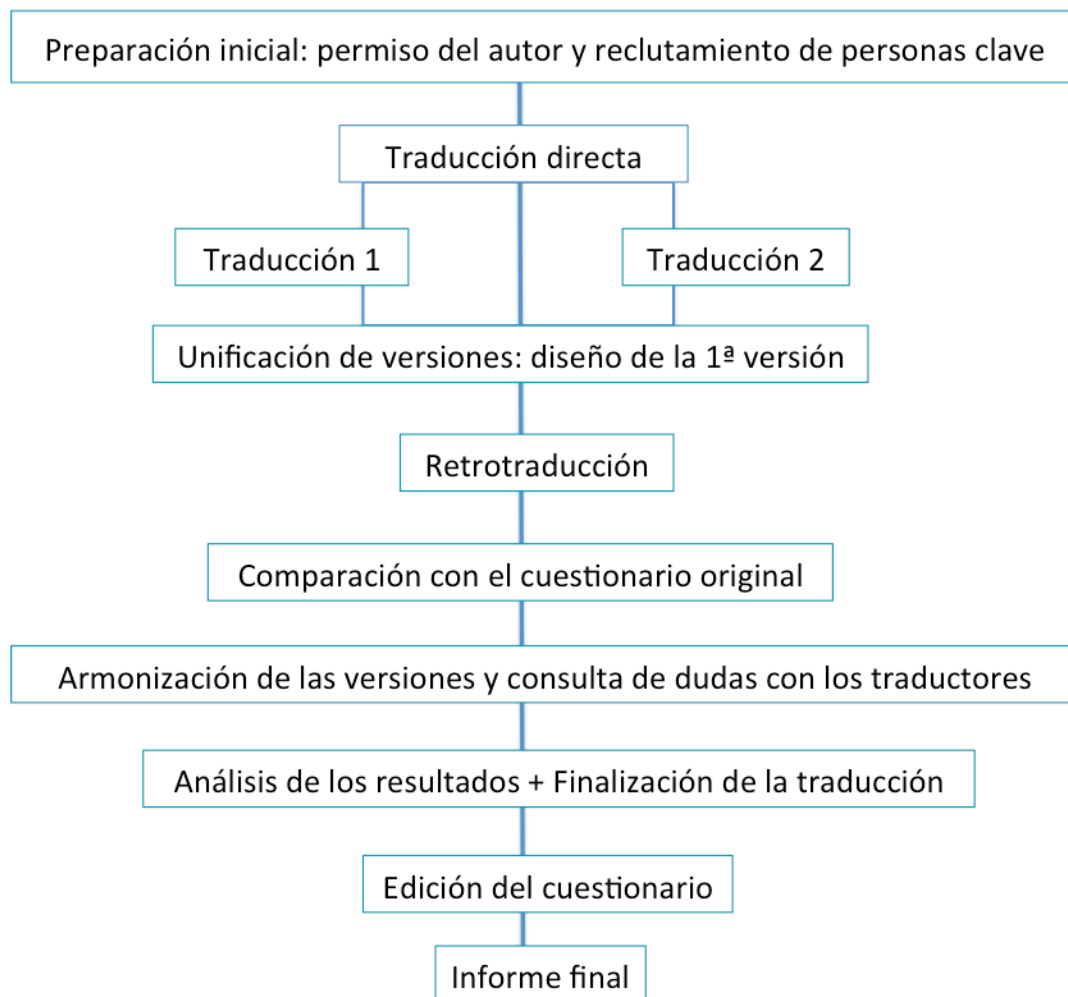 Preparación inicial: permiso del autor y reclutamiento de personas clave
Traducción directa
Traducción 1
Traducción 2
Unificación de versiones: diseño de la 1ª versión
Retrotraducción
Comparación con el cuestionario original
Armonización de las versiones y consulta de dudas con los traductores
Análisis de los resultados + Finalización de la traducción
Edición del cuestionario
Informe final